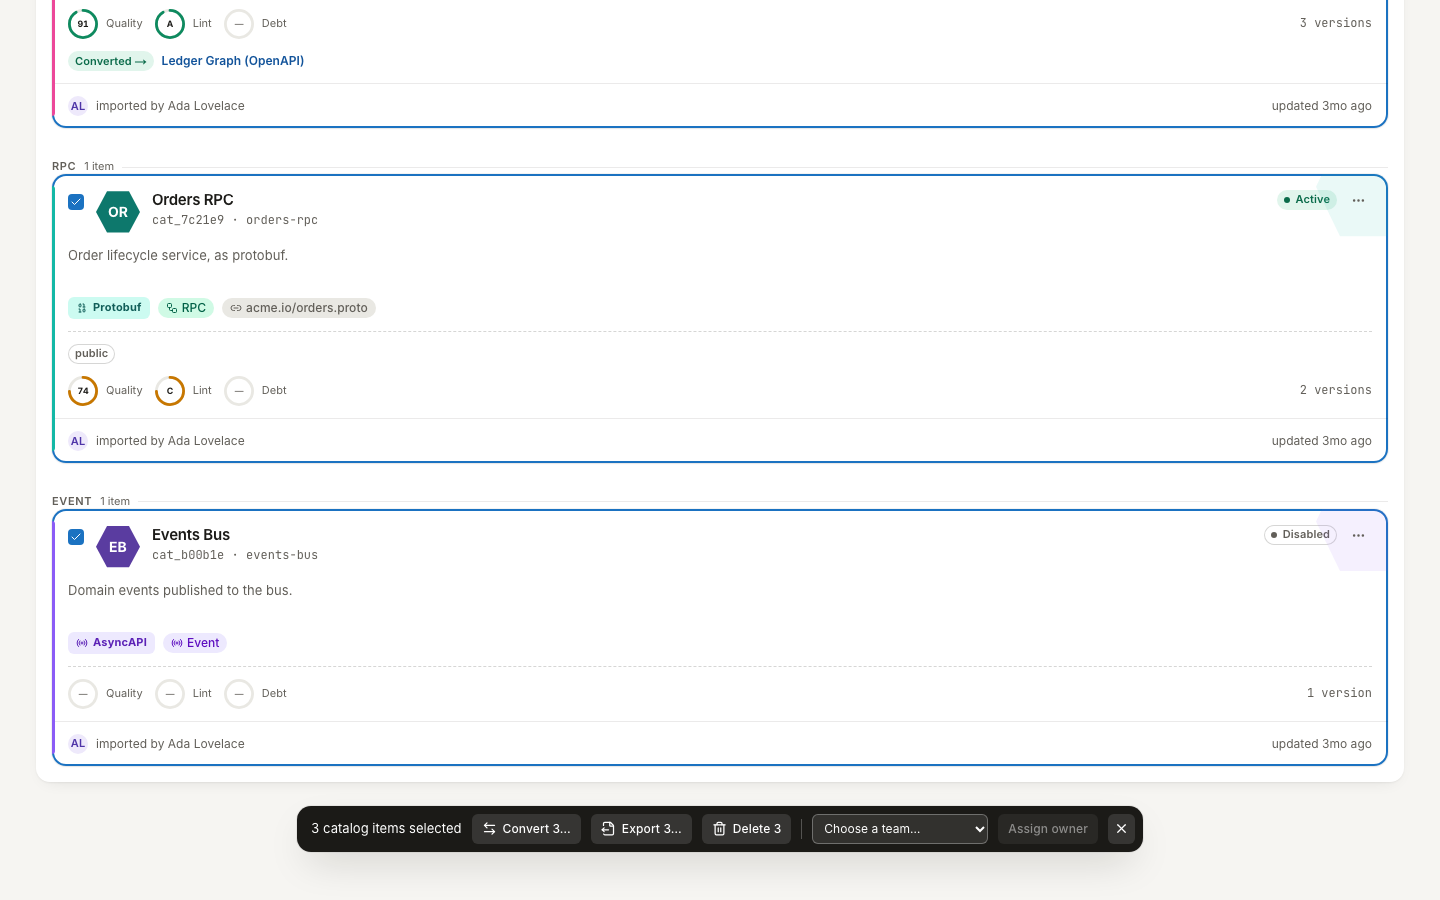 91 Quality A Lint — Debt 3 versions
Converted → Ledger Graph (OpenAPI)
AL imported by Ada Lovelace updated 3mo ago
RPC 1 item
OR Orders RPC Active ...
cat_7c21e9 · orders-rpc
Order lifecycle service, as protobuf.
Protobuf RPC acme.io/orders.proto
public
74 Quality C Lint — Debt 2 versions
AL imported by Ada Lovelace updated 3mo ago
EVENT 1 item
EB Events Bus Disabled ...
cat_b00b1e · events-bus
Domain events published to the bus.
AsyncAPI Event
— Quality — Lint — Debt 1 version
AL imported by Ada Lovelace updated 3mo ago
3 catalog items selected Convert 3... Export 3... Delete 3 Choose a team... Assign owner